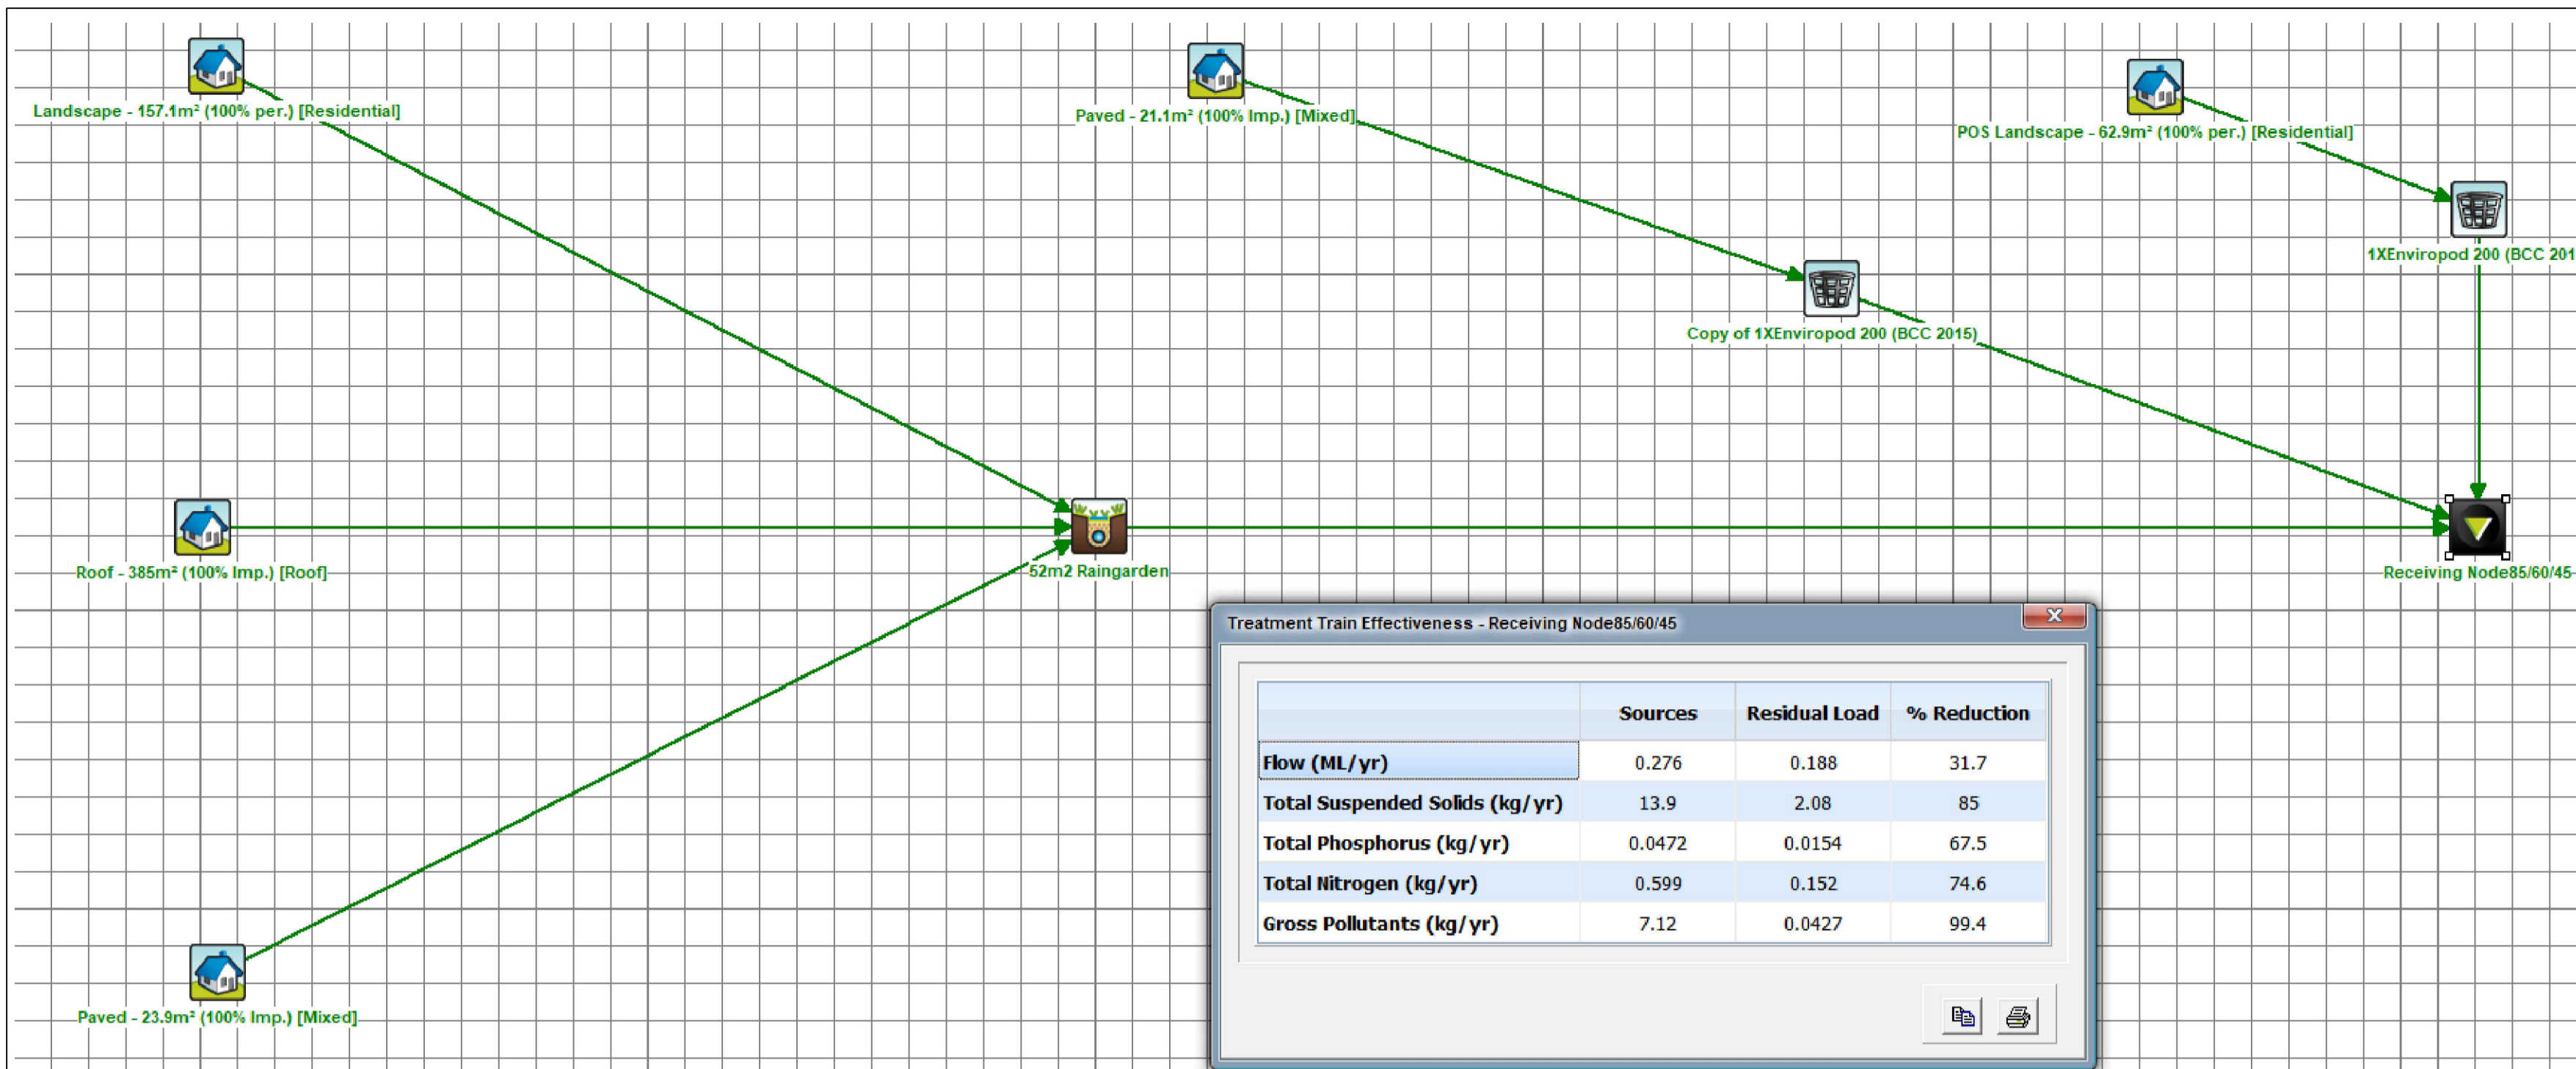 Landscape - 157.1m² (100% per.) [Residential]
Paved - 21.1m² (100% Imp.) [Mixed]
POS Landscape - 62.9m² (100% per.) [Residential]
1XEnviropod 200 (BCC 201
Copy of 1XEnviropod 200 (BCC 2015)
Roof - 385m² (100% Imp.) [Roof]
52m2 Raingarden
Receiving Node85/60/45
Treatment Train Effectiveness - Receiving Node85/60/45
Sources Residual Load % Reduction
Flow (ML/yr) 0.276 0.188 31.7
Total Suspended Solids (kg/yr) 13.9 2.08 85
Total Phosphorus (kg/yr) 0.0472 0.0154 67.5
Total Nitrogen (kg/yr) 0.599 0.152 74.6
Gross Pollutants (kg/yr) 7.12 0.0427 99.4
Paved - 23.9m² (100% Imp.) [Mixed]